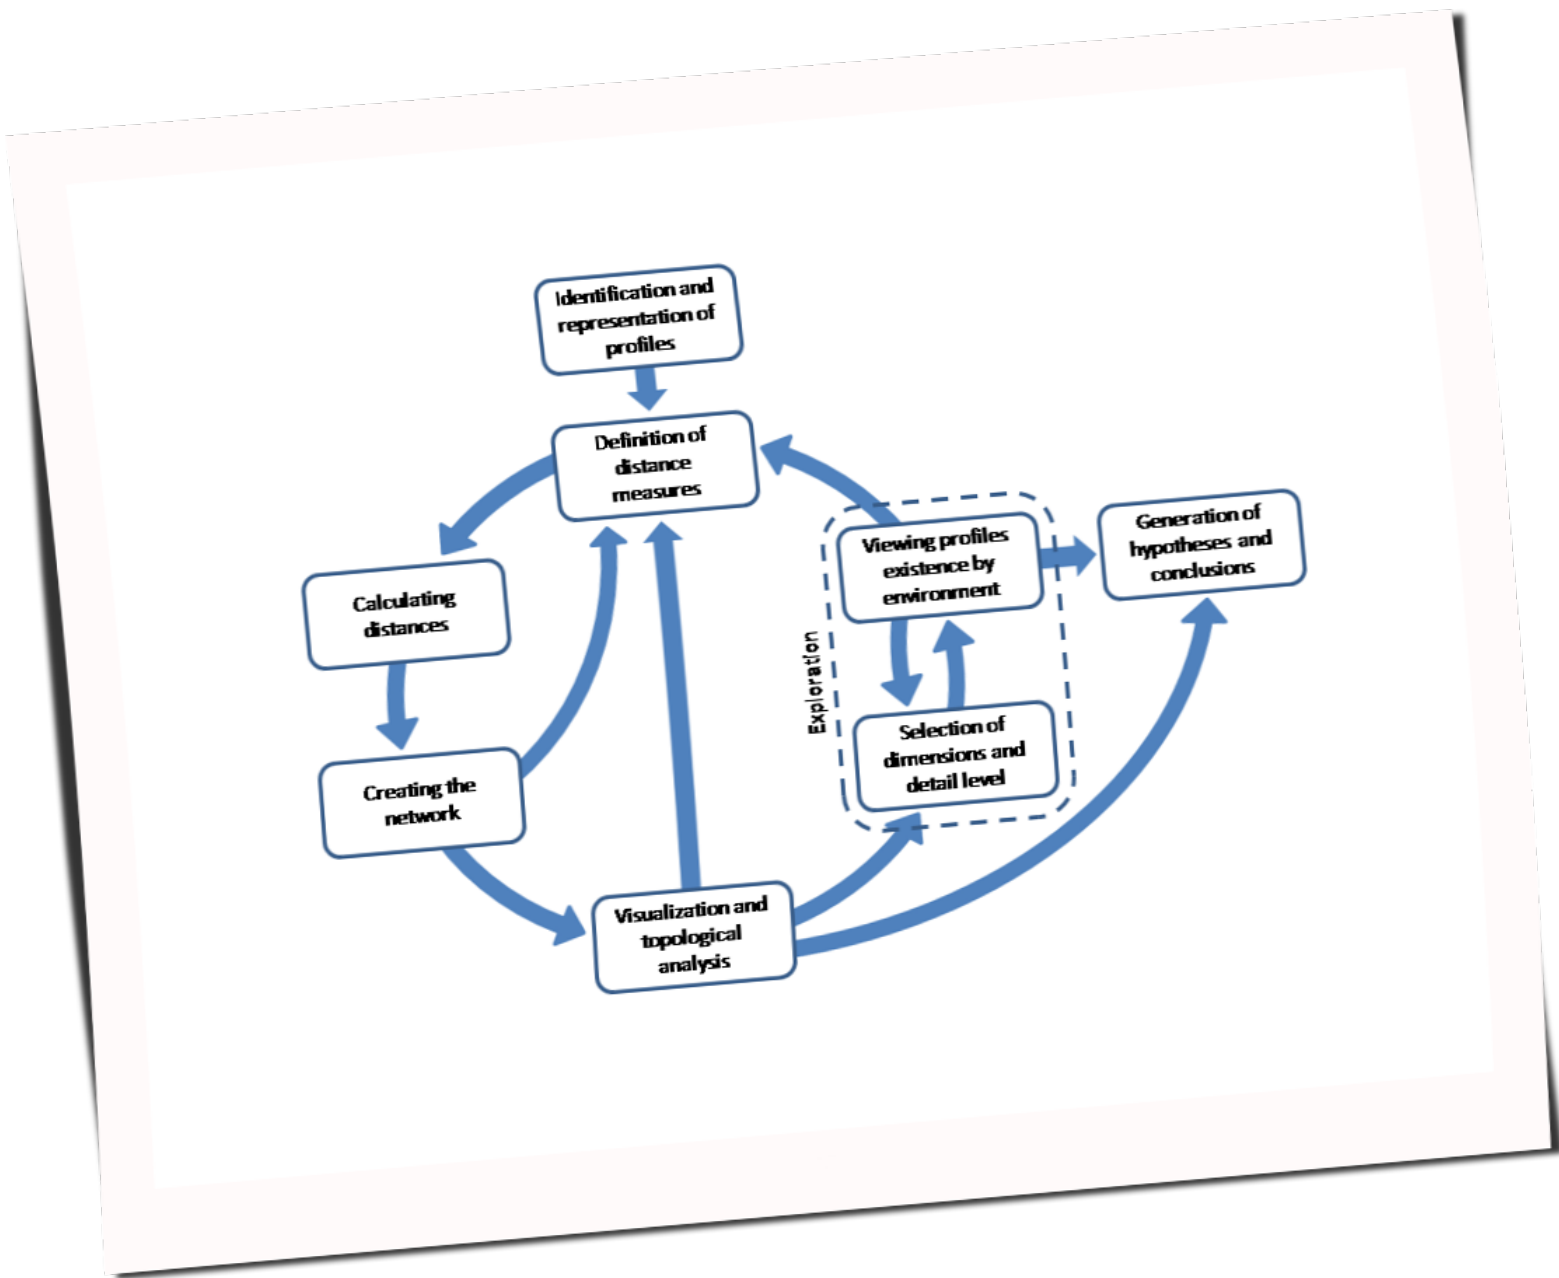 Identification and
representation of
profiles
Definition of
distance
measures
Calculating
distances
Creating the
network
Visualization and
topological
analysis
Exploration
Viewing profiles
existence by
environment
Selection of
dimensions and
detail level
Generation of
hypotheses and
conclusions